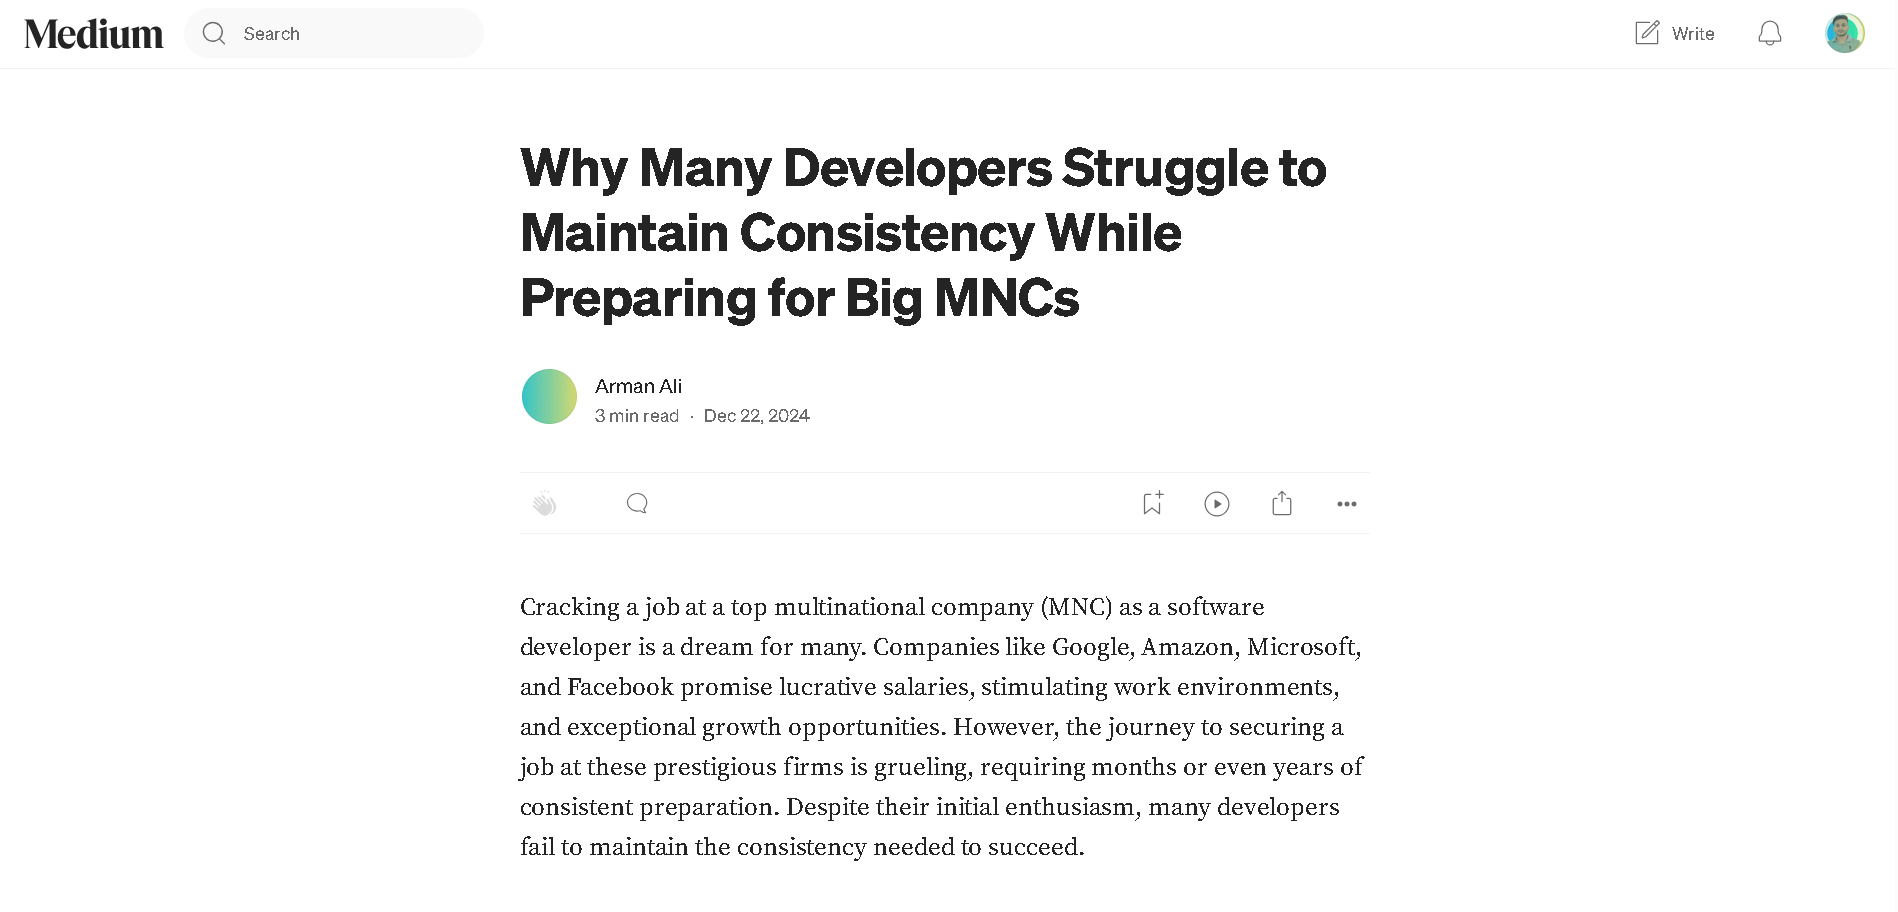 Medium
Search
Write
Why Many Developers Struggle to
Maintain Consistency While
Preparing for Big MNCs
Arman Ali
3 min read · Dec 22, 2024
Cracking a job at a top multinational company (MNC) as a software
developer is a dream for many. Companies like Google, Amazon, Microsoft,
and Facebook promise lucrative salaries, stimulating work environments,
and exceptional growth opportunities. However, the journey to securing a
job at these prestigious firms is grueling, requiring months or even years of
consistent preparation. Despite their initial enthusiasm, many developers
fail to maintain the consistency needed to succeed.